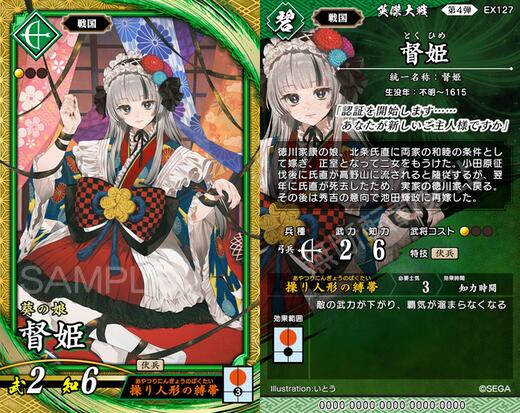 戦国
SAMPLE
葵の娘
督姫
伏兵
武2 知6
あやつりにんぎょうのばくたい
操り人形の縛帯
3
碧
戦国
英傑大戦
第4弾
EX127
とく ひめ
督姫
統一名称:督姫
生没年:不明~1615
「認証を開始します……
あなたが新しいご主人様ですか」
徳川家康の娘。北条氏直に両家の和睦の条件とし
て嫁ぎ、正室となって二女をもうけた。小田原征
伐後に氏直が高野山に流されると随従するが、翌
年に氏直が死去したため、実家の徳川家へ戻る。
その後は秀吉の意向で池田輝政に再嫁した。
兵種 武力 知力 武将コスト
弓兵 2 6
特技 伏兵
あやつりにんぎょうのばくたい 必要士気 効果時間
操り人形の縛帯 3 知力時間
敵の武力が下がり、覇気が溜まらなくなる
効果範囲
Illustration:いとう
©SEGA
0000 0000 0000 0000 0000